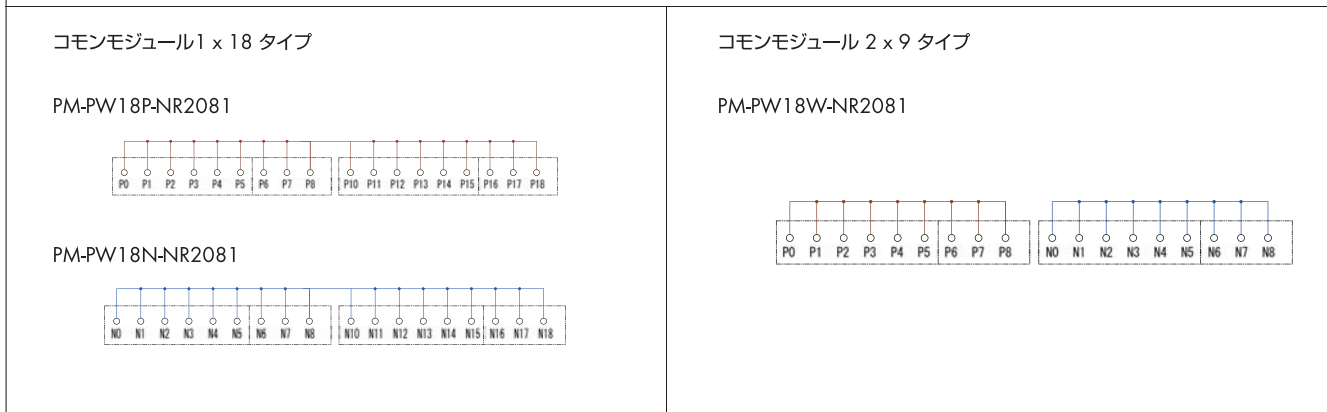 コモンモジュール1 x 18 タイプ
PM-PW18P-NR2081
P0 P1 P2 P3 P4 P5 P6 P7 P8 P10 P11 P12 P13 P14 P15 P16 P17 P18
PM-PW18N-NR2081
N0 N1 N2 N3 N4 N5 N6 N7 N8 N10 N11 N12 N13 N14 N15 N16 N17 N18
コモンモジュール 2 x 9 タイプ
PM-PW18W-NR2081
P0 P1 P2 P3 P4 P5 P6 P7 P8 N0 N1 N2 N3 N4 N5 N6 N7 N8